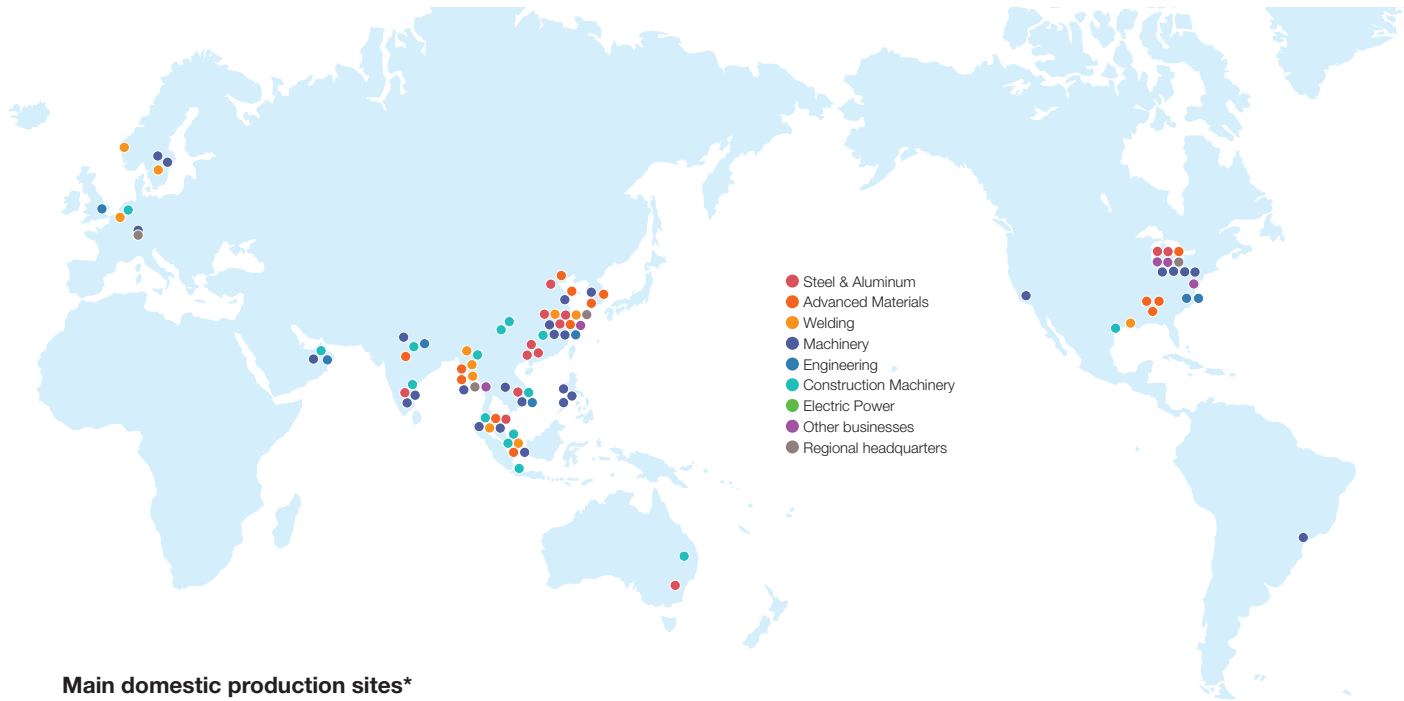 Steel & Aluminum
Advanced Materials
Welding
Machinery
Engineering
Construction Machinery
Electric Power
Other businesses
Regional headquarters
Main domestic production sites*